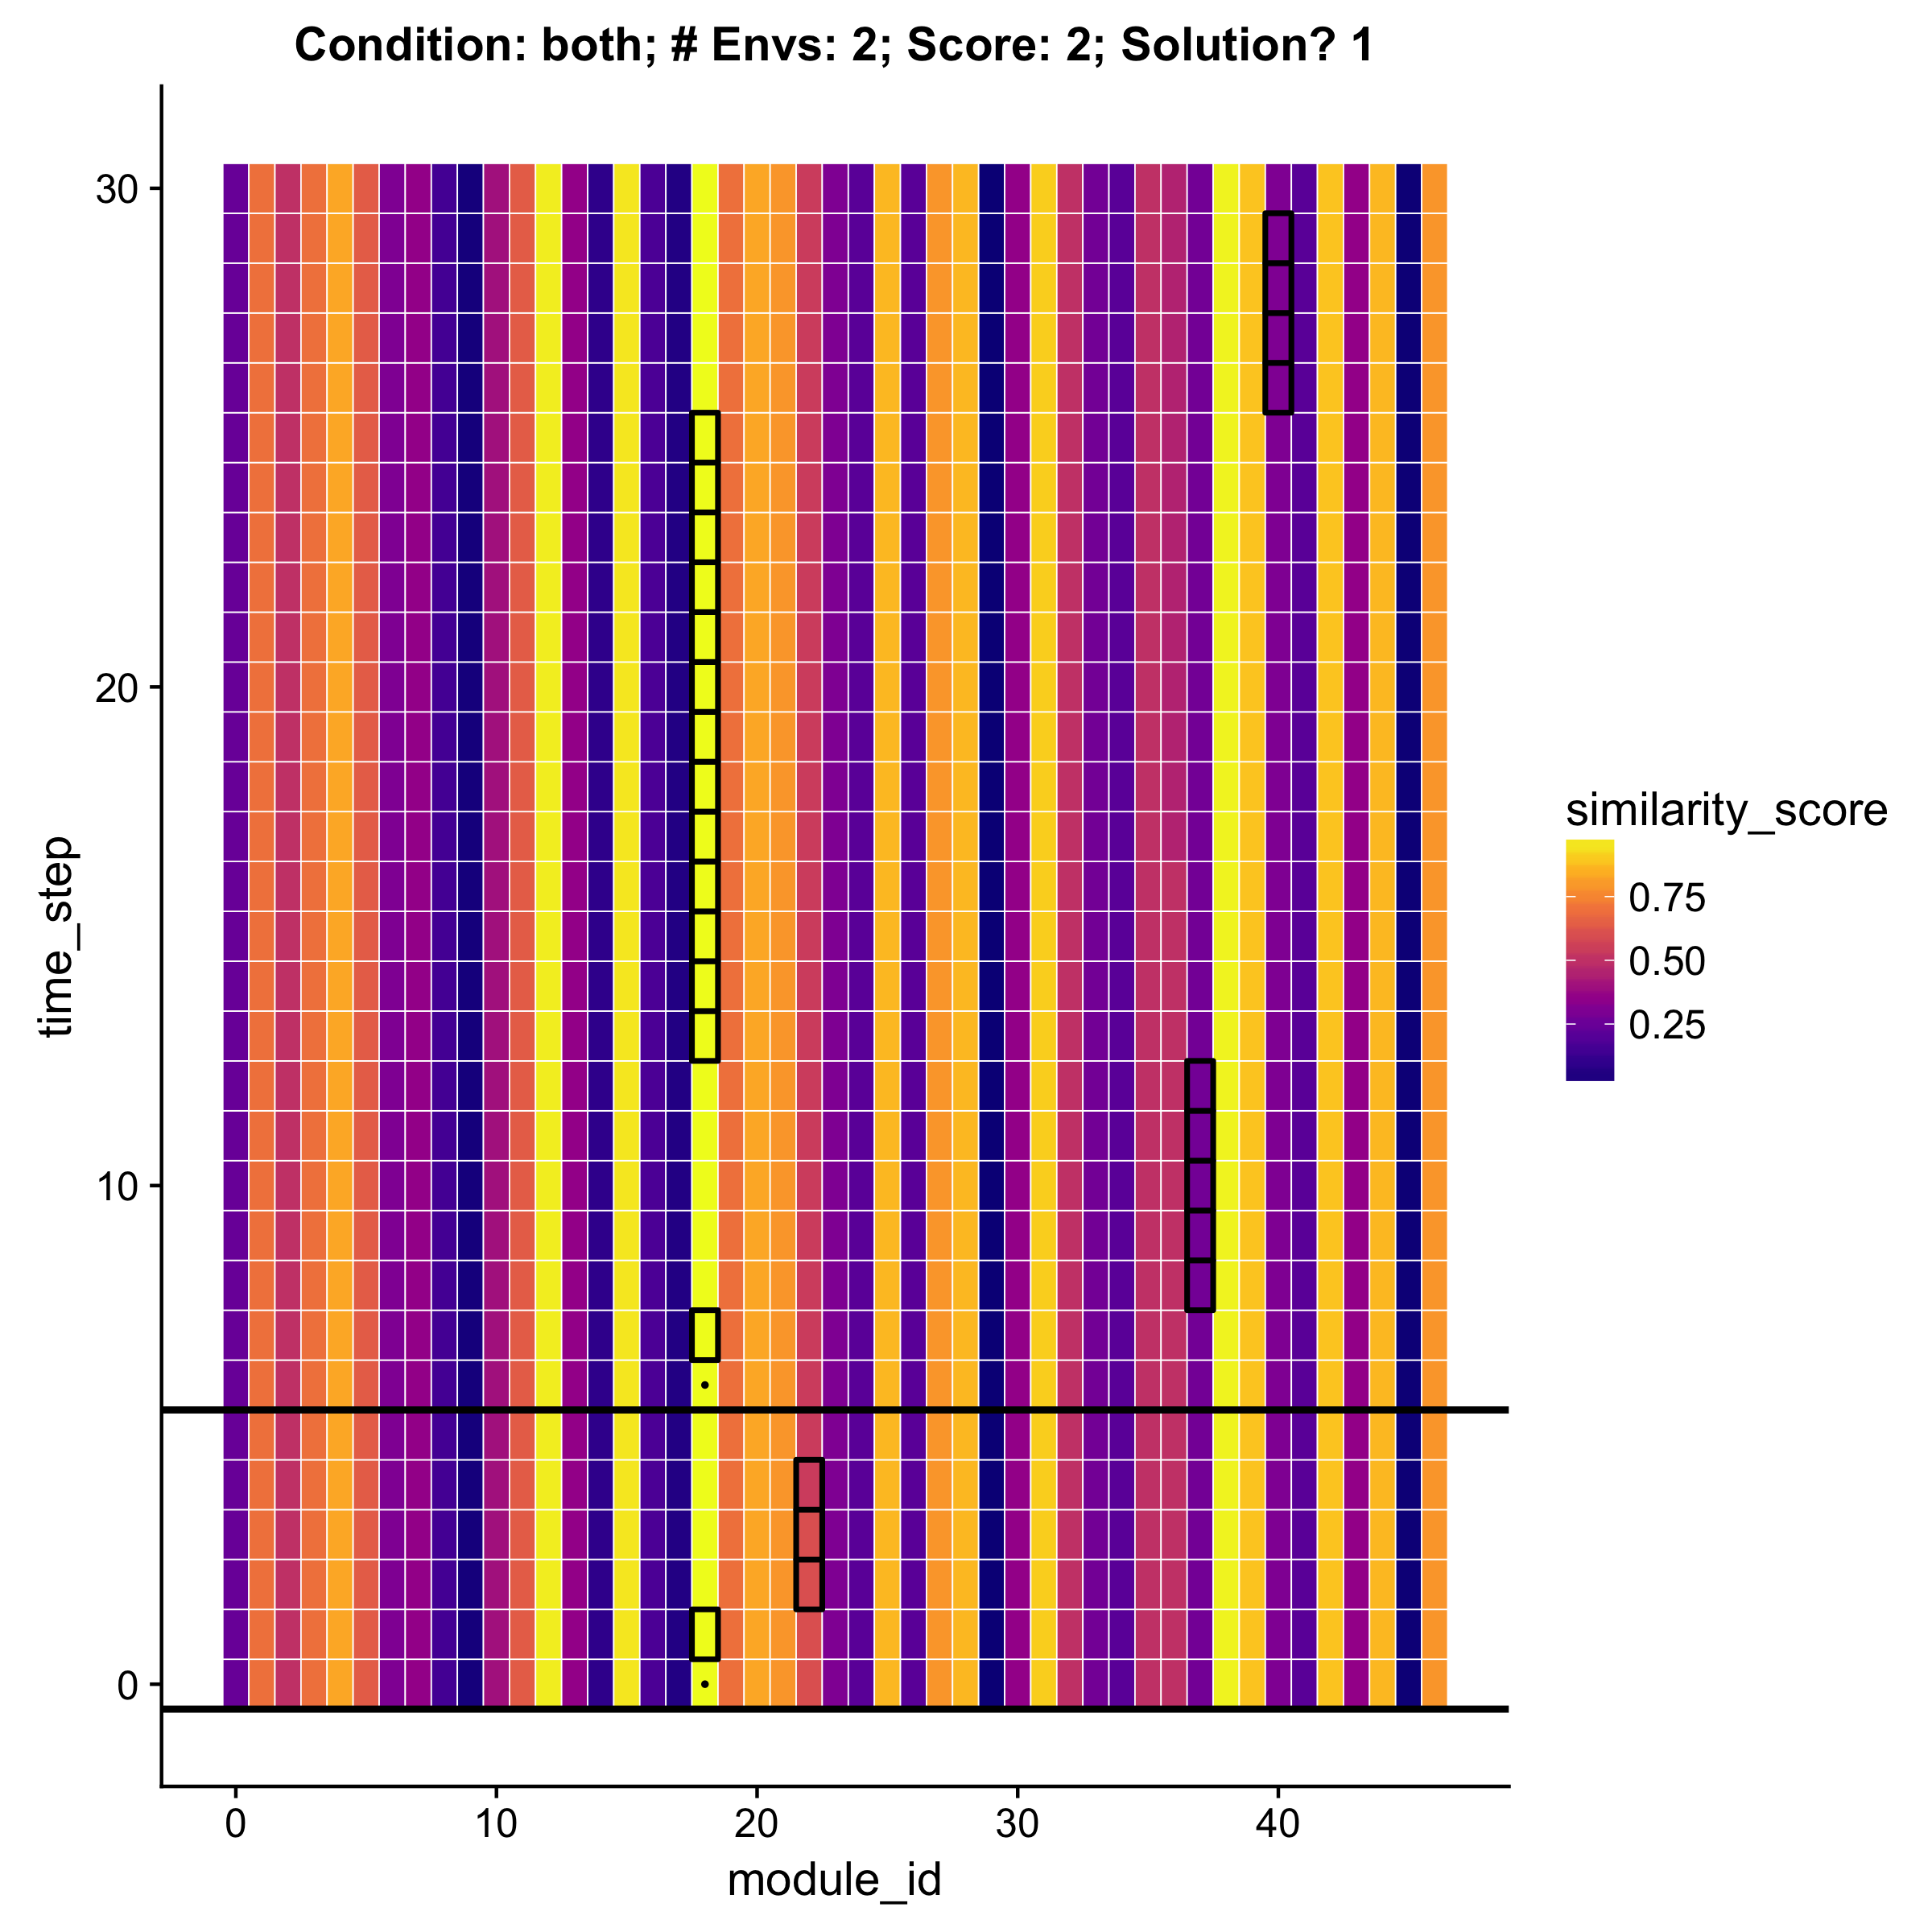 Condition: both; # Envs: 2; Score: 2; Solution? 1
30
20
10
0
time_step
0 10 20 30 40
module_id
similarity_score
0.75
0.50
0.25